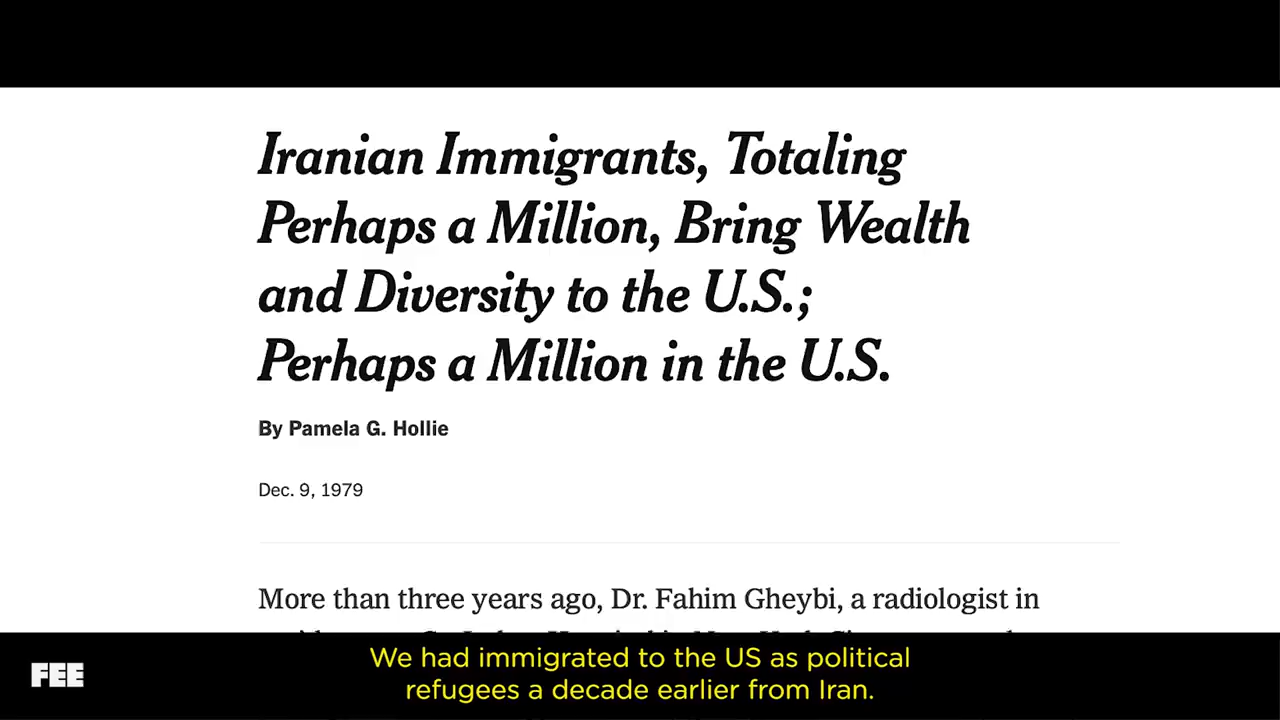 Iranian Immigrants, Totaling
Perhaps a Million, Bring Wealth
and Diversity to the U.S.;
Perhaps a Million in the U.S.
By Pamela G. Hollie
Dec. 9, 1979
More than three years ago, Dr. Fahim Gheybi, a radiologist in
We had immigrated to the US as political
refugees a decade earlier from Iran.
FEE